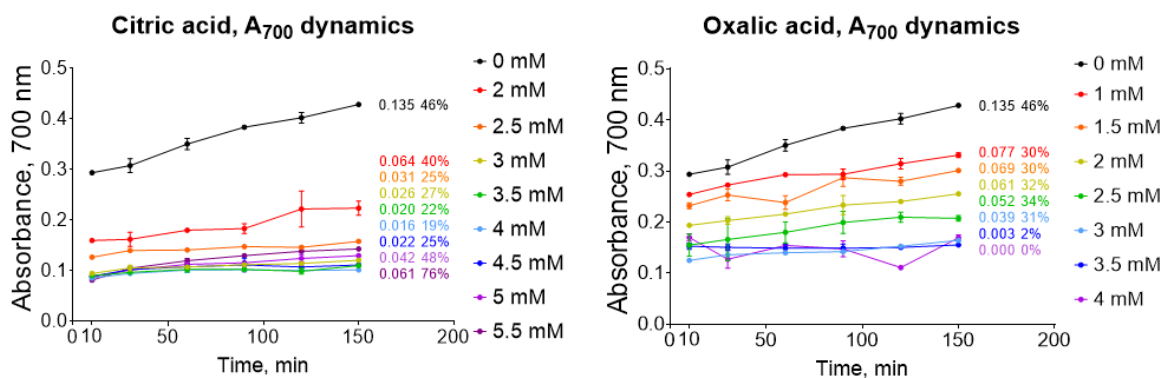 Citric acid, A700 dynamics
Absorbance, 700 nm
0.5
0.4
0.3
0.2
0.1
0.0
0 10
50
100
150
200
Time, min
0.135 46%
0.064 40%
0.031 25%
0.026 27%
0.020 22%
0.016 19%
0.022 25%
0.042 48%
0.061 76%
0 mM
2 mM
2.5 mM
3 mM
3.5 mM
4 mM
4.5 mM
5 mM
5.5 mM
Oxalic acid, A700 dynamics
Absorbance, 700 nm
0.5
0.4
0.3
0.2
0.1
0.0
0 10
50
100
150
200
Time, min
0.135 46%
0.077 30%
0.069 30%
0.061 32%
0.052 34%
0.039 31%
0.003 2%
0.000 0%
0 mM
1 mM
1.5 mM
2 mM
2.5 mM
3 mM
3.5 mM
4 mM